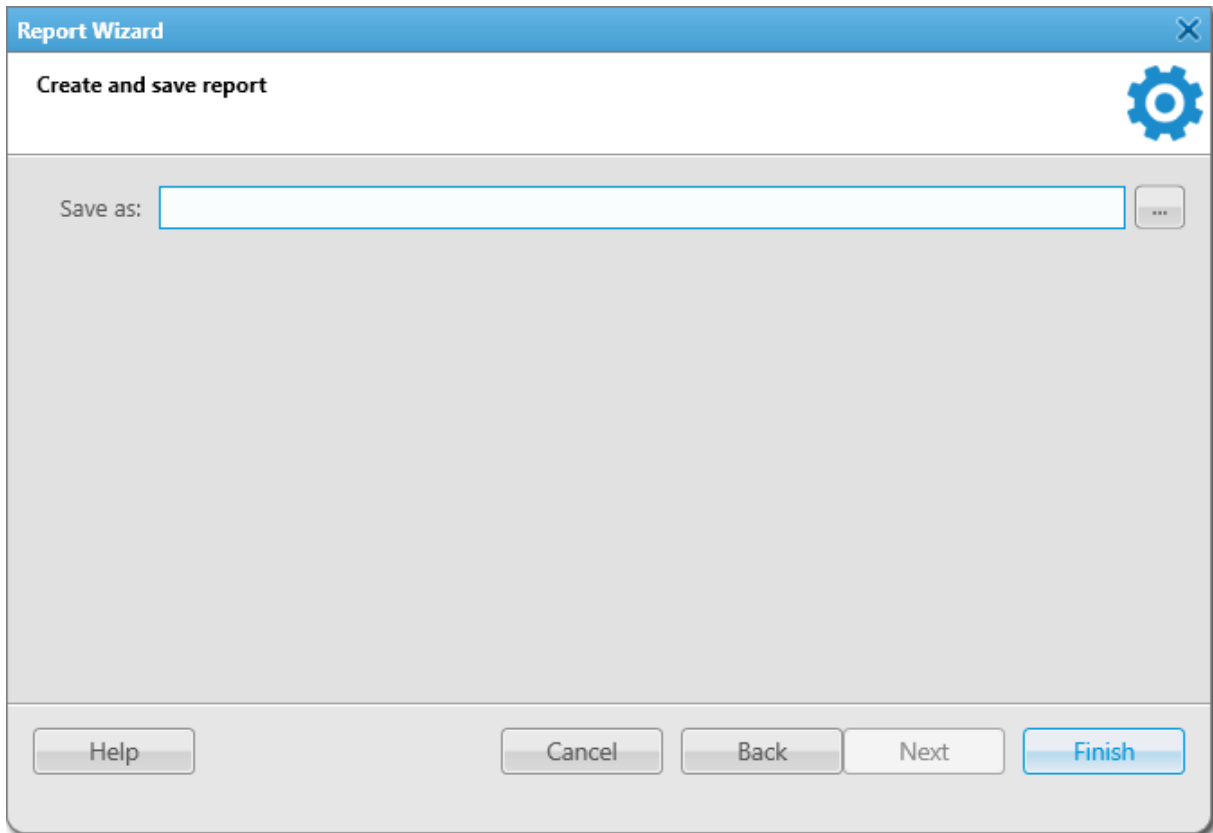 Report Wizard
Create and save report
Save as:
...
Help Cancel Back Next Finish